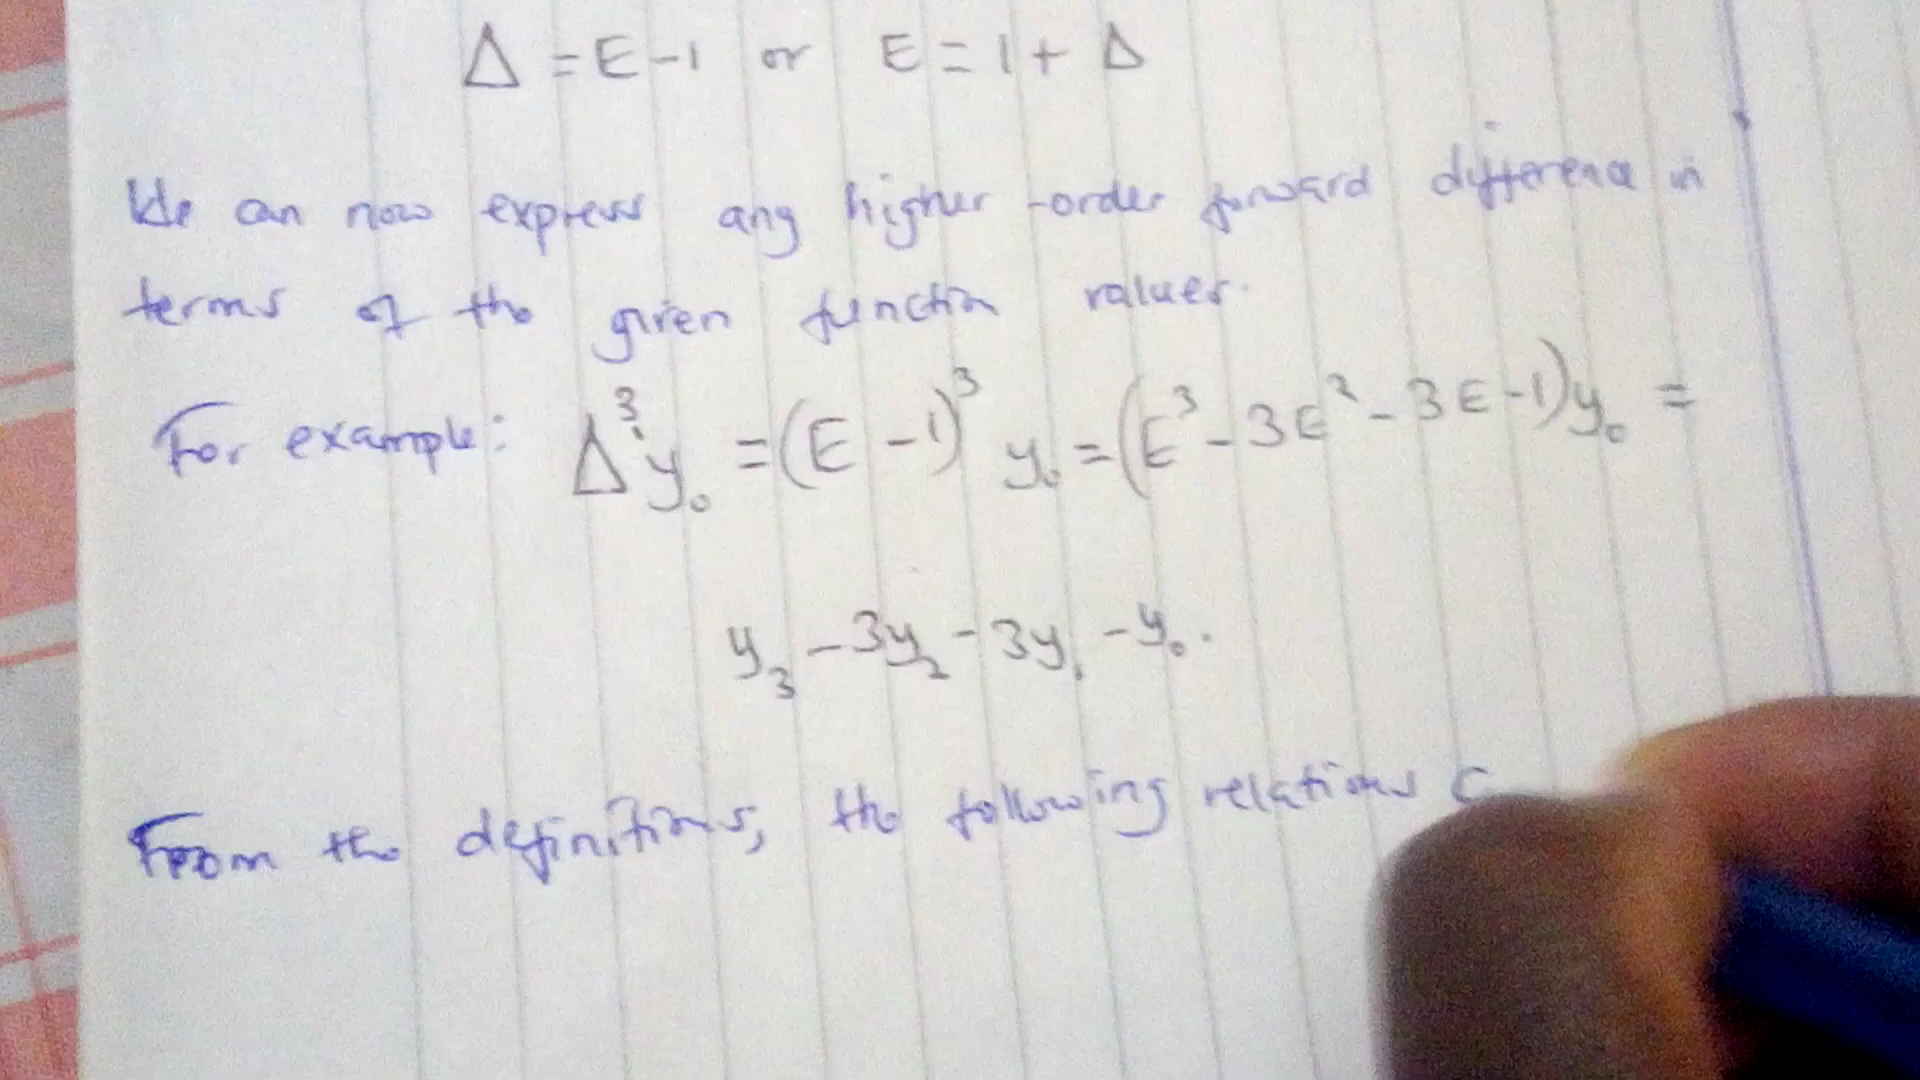 Δ = E - 1 or E = 1 + Δ
We can now express any higher-order forward difference in
terms of the given function values.
For example: Δ³y₀ = (E - 1)³ y₀ = (E³ - 3E² - 3E - 1)y₀ =
y₃ - 3y₂ - 3y₁ - y₀.
From the definitions, the following relations c